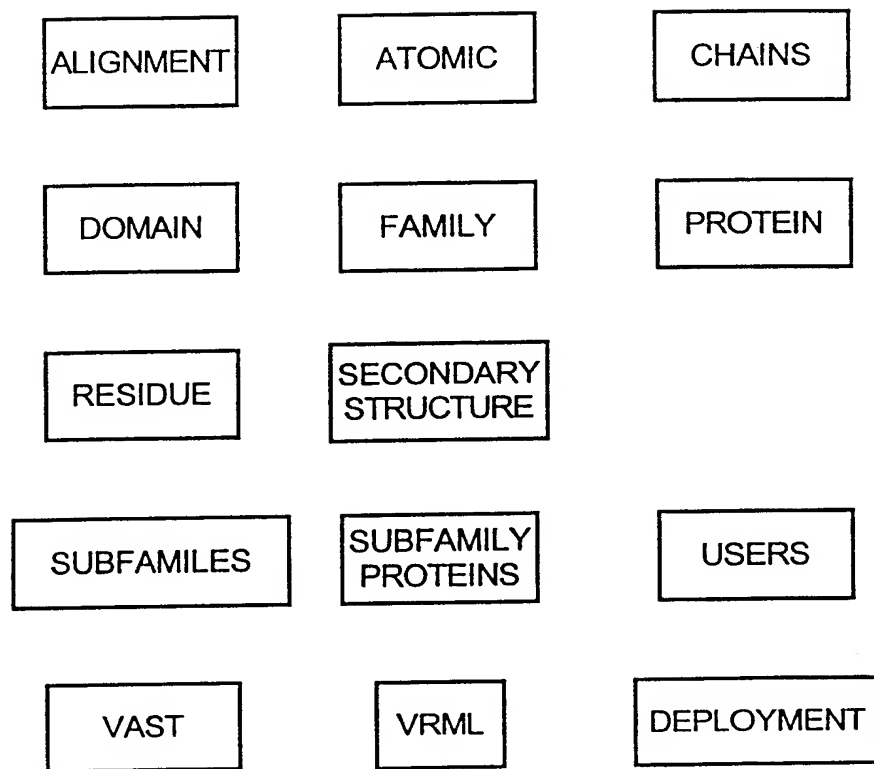 ALIGNMENT
ATOMIC
CHAINS
DOMAIN
FAMILY
PROTEIN
RESIDUE
SECONDARY
STRUCTURE
SUBFAMILES
SUBFAMILY
PROTEINS
USERS
VAST
VRML
DEPLOYMENT